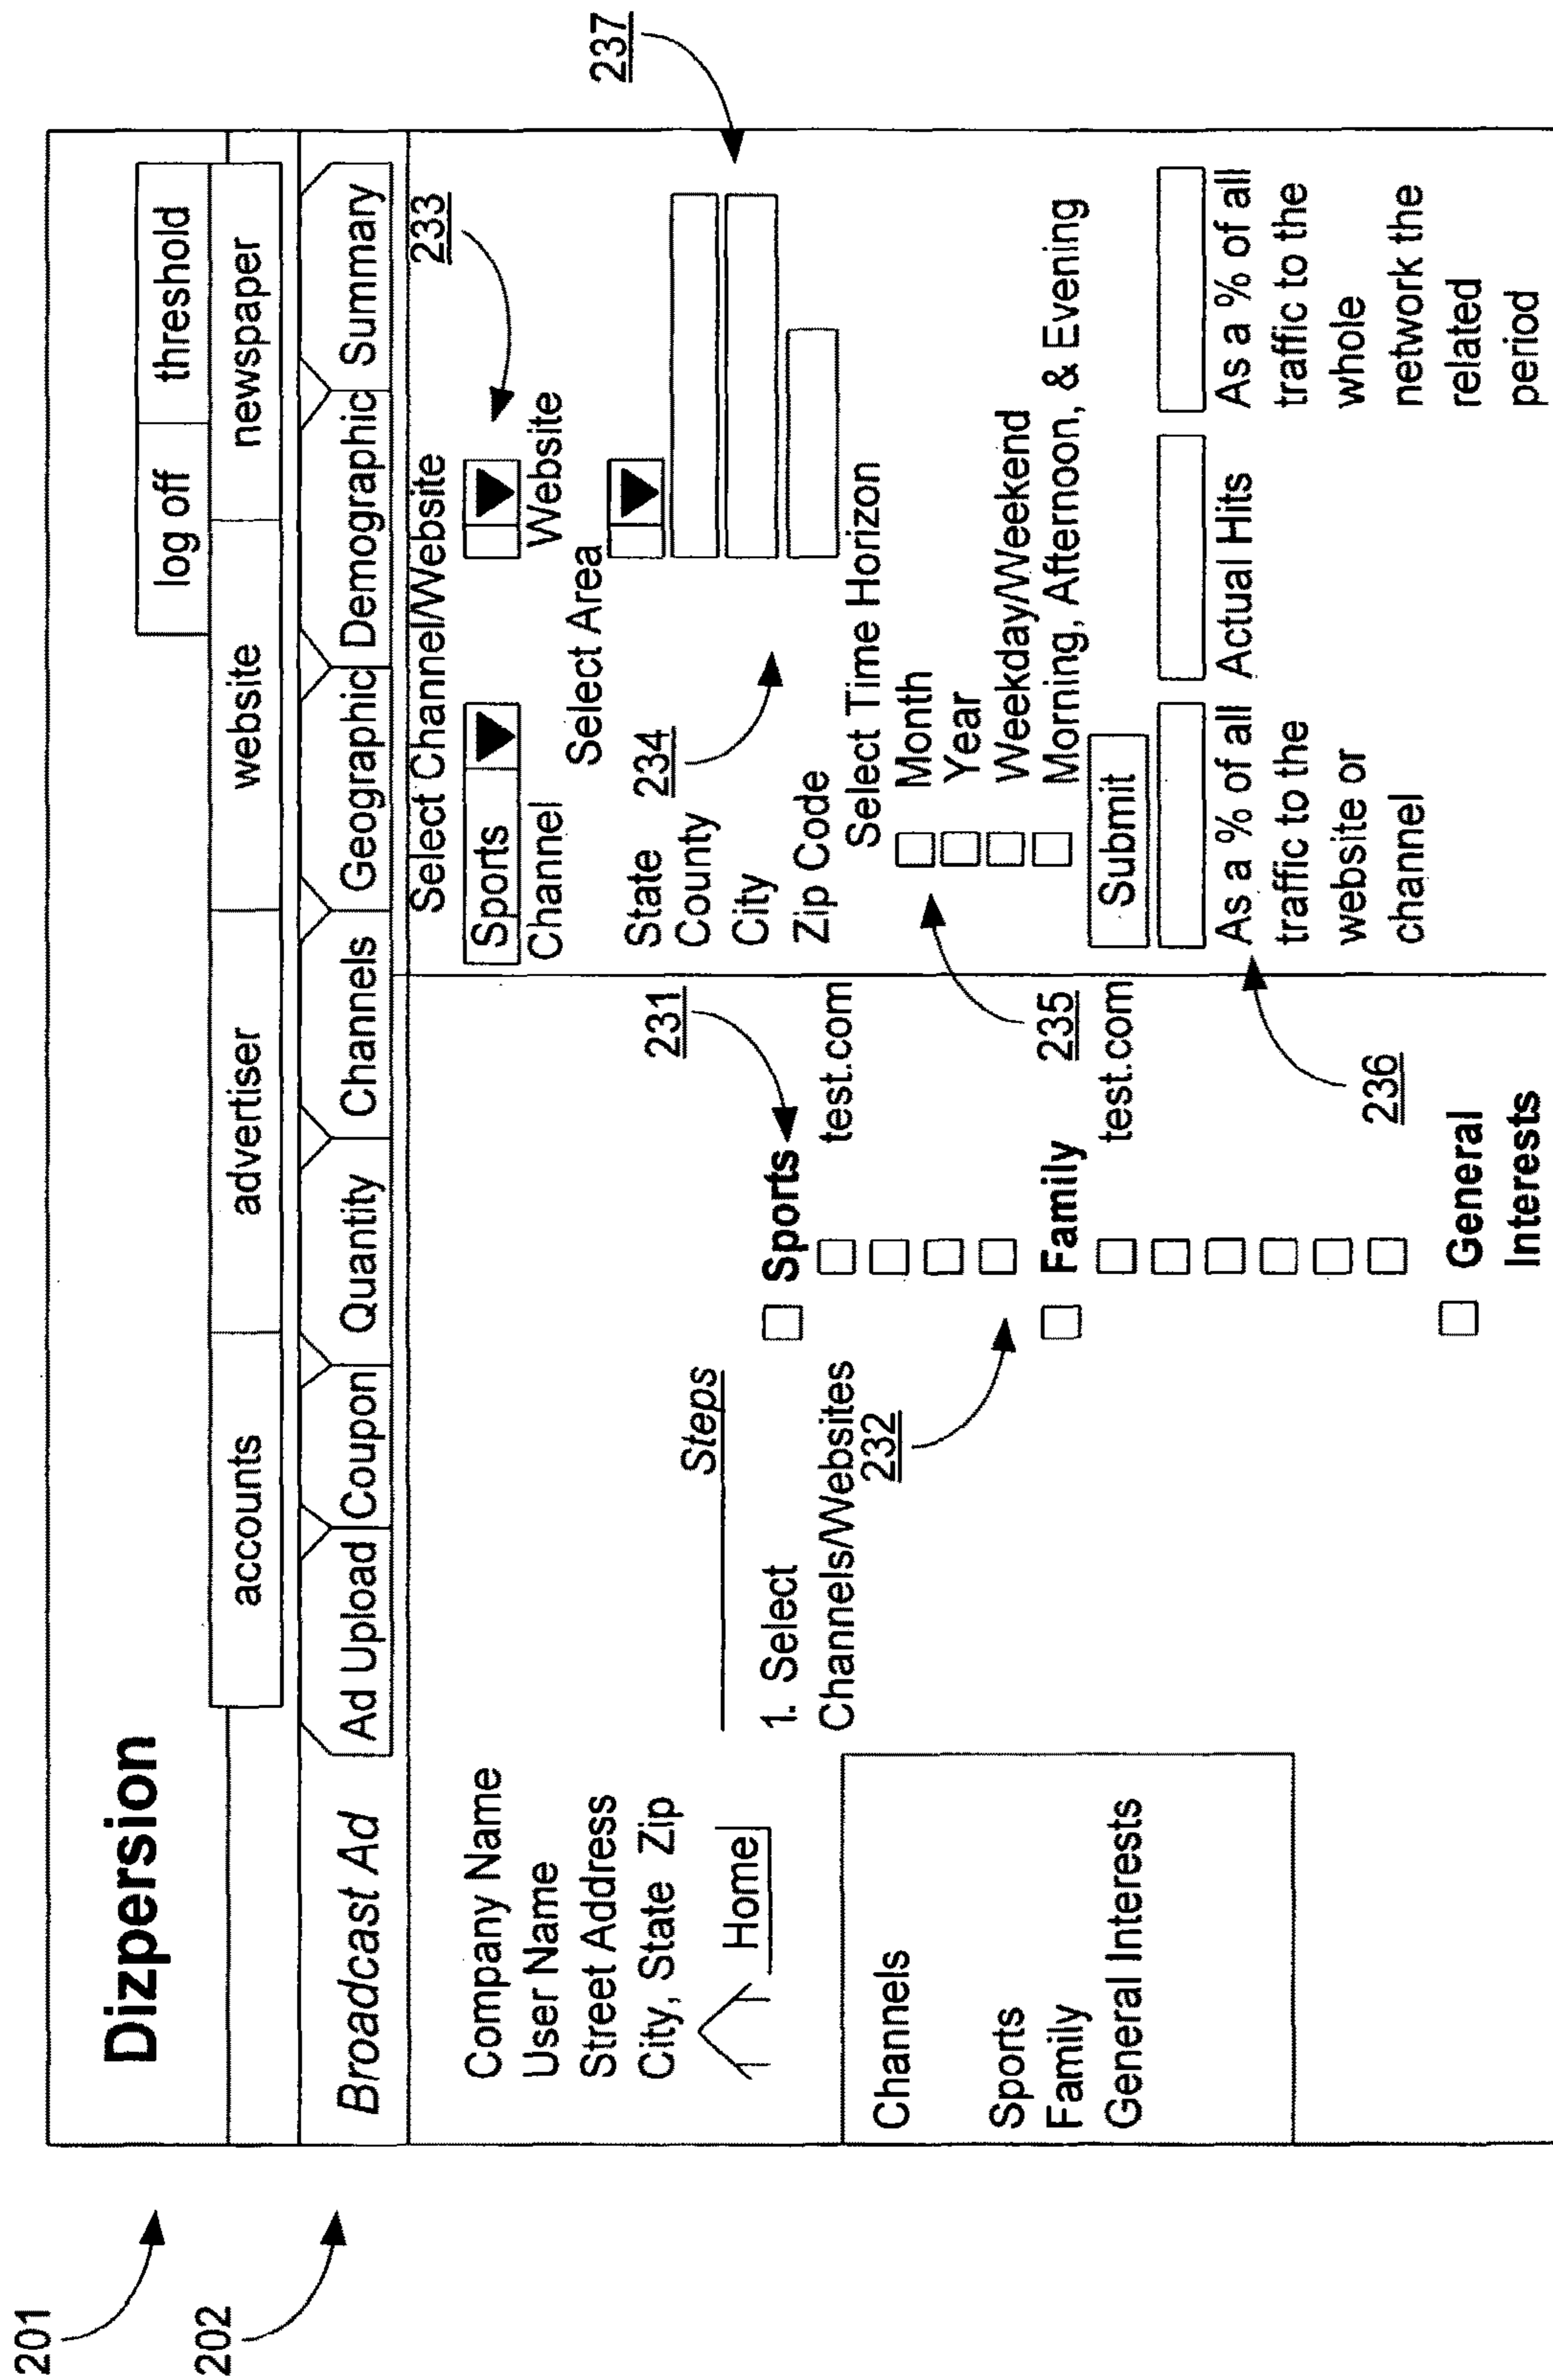 201
202
Dizpersion
log off
threshold
accounts
advertiser
website
newspaper
Broadcast Ad
Ad Upload
Coupon
Quantity
Channels
Geographic
Demographic
Summary
Company Name
User Name
Street Address
City, State Zip
Home
Channels
Sports
Family
General Interests
Steps
1. Select
Channels/Websites
232
231
Sports
test.com
Family
test.com
General
Interests
235
236
Select Channel/Website
233
Sports
Channel
Website
Select Area
237
State
234
County
City
Zip Code
Select Time Horizon
Month
Year
Weekday/Weekend
Morning, Afternoon, & Evening
Submit
As a % of all
traffic to the
website or
channel
Actual Hits
As a % of all
traffic to the
whole
network the
related
period